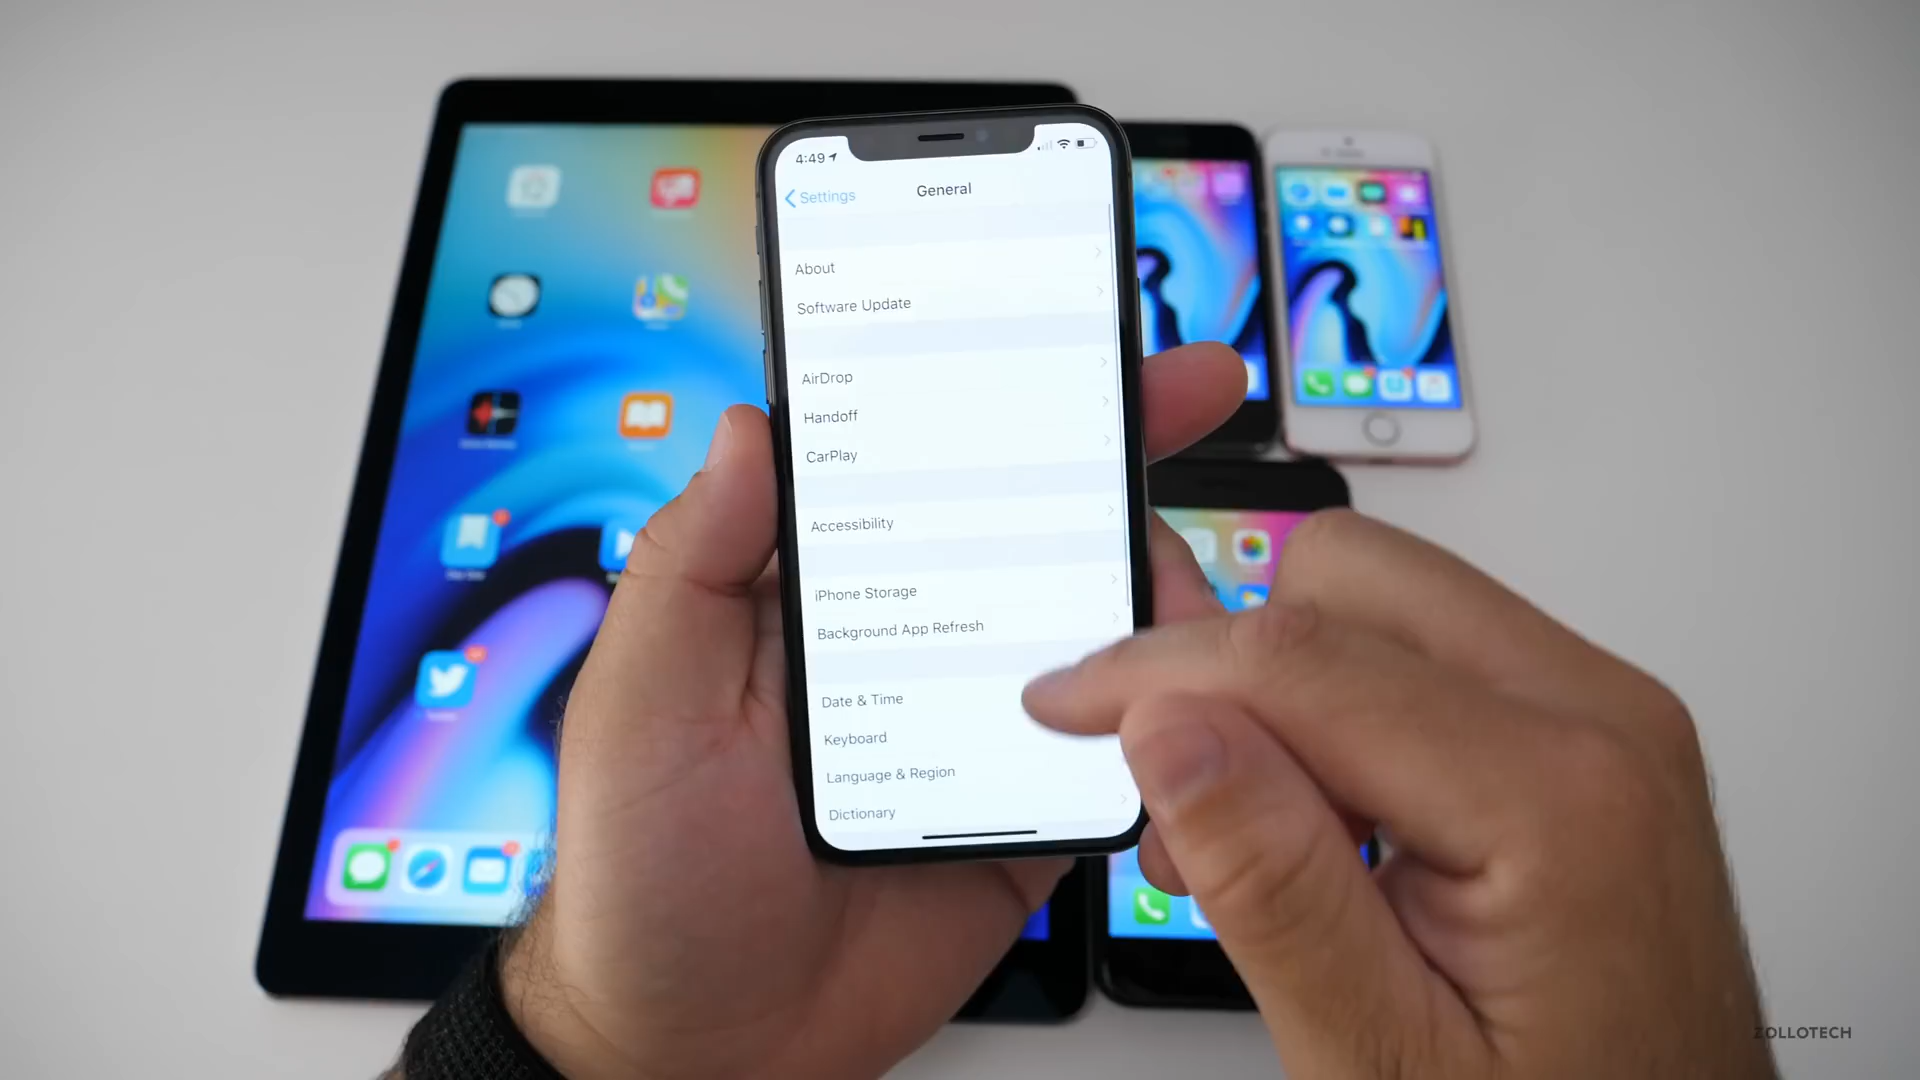 4:49
Settings
General
About
Software Update
AirDrop
Handoff
CarPlay
Accessibility
iPhone Storage
Background App Refresh
Date & Time
Keyboard
Language & Region
Dictionary
ZOLLOTECH